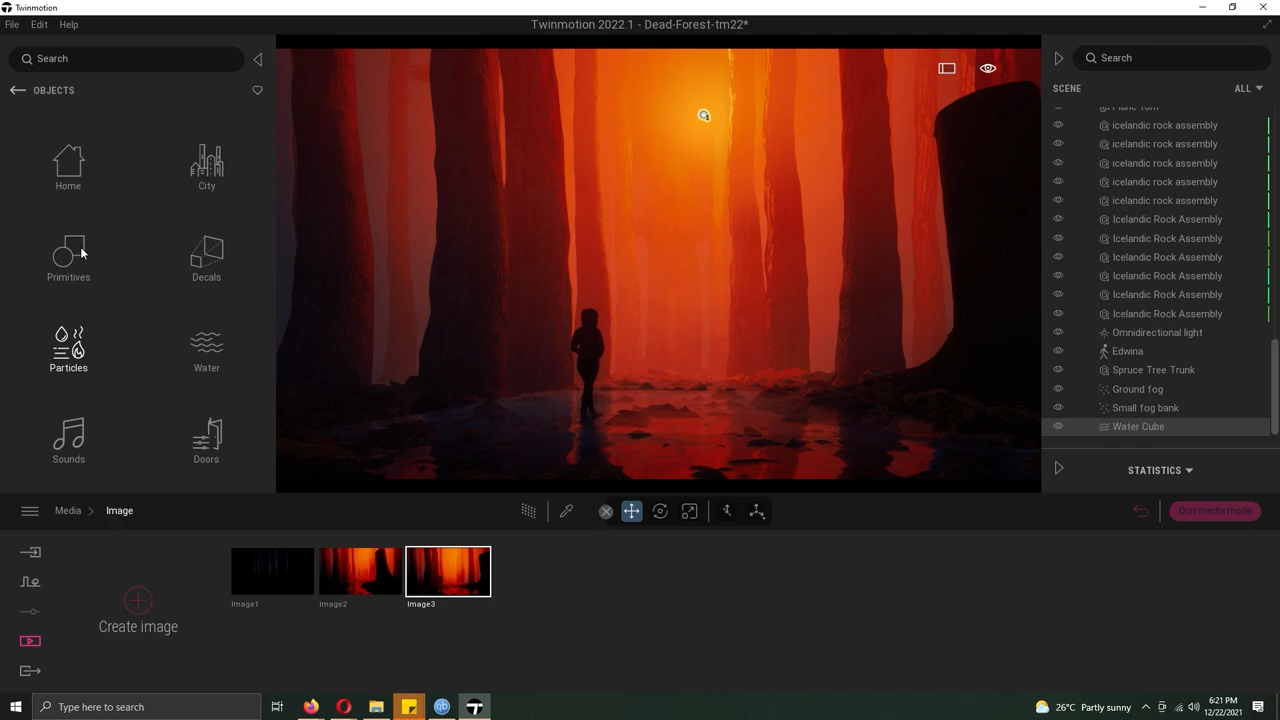 Twinmotion
File Edit Help
Twinmotion 2022.1 - Dead-Forest-tm22*
Search
OBJECTS
Home
City
Primitives
Decals
Particles
Water
Sounds
Doors
Search
SCENE
ALL
icelandic rock assembly
icelandic rock assembly
icelandic rock assembly
icelandic rock assembly
icelandic rock assembly
Icelandic Rock Assembly
Icelandic Rock Assembly
Icelandic Rock Assembly
Icelandic Rock Assembly
Icelandic Rock Assembly
Icelandic Rock Assembly
Omnidirectional light
Edwina
Spruce Tree Trunk
Ground fog
Small fog bank
Water Cube
STATISTICS
Media
Image
Quit media mode
Create image
Image1
Image2
Image3
Type here to search
26°C Partly sunny
6:21 PM
12/22/2021